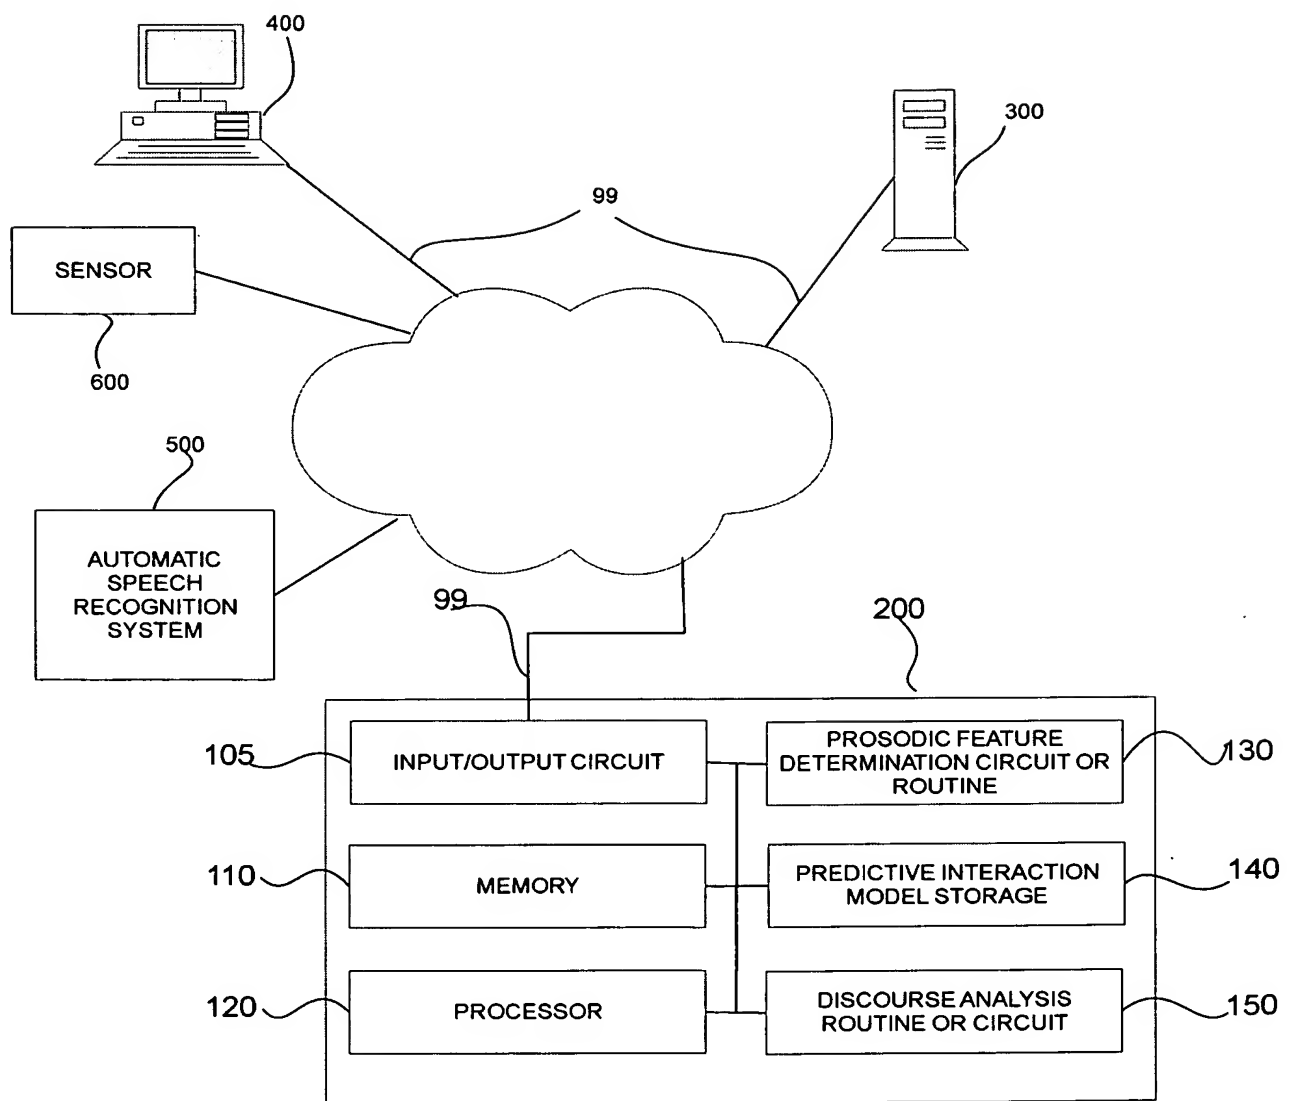 400
300
99
SENSOR
600
500
AUTOMATIC
SPEECH
RECOGNITION
SYSTEM
99
200
105
INPUT/OUTPUT CIRCUIT
PROSODIC FEATURE
DETERMINATION CIRCUIT OR
ROUTINE
130
110
MEMORY
PREDICTIVE INTERACTION
MODEL STORAGE
140
120
PROCESSOR
DISCOURSE ANALYSIS
ROUTINE OR CIRCUIT
150